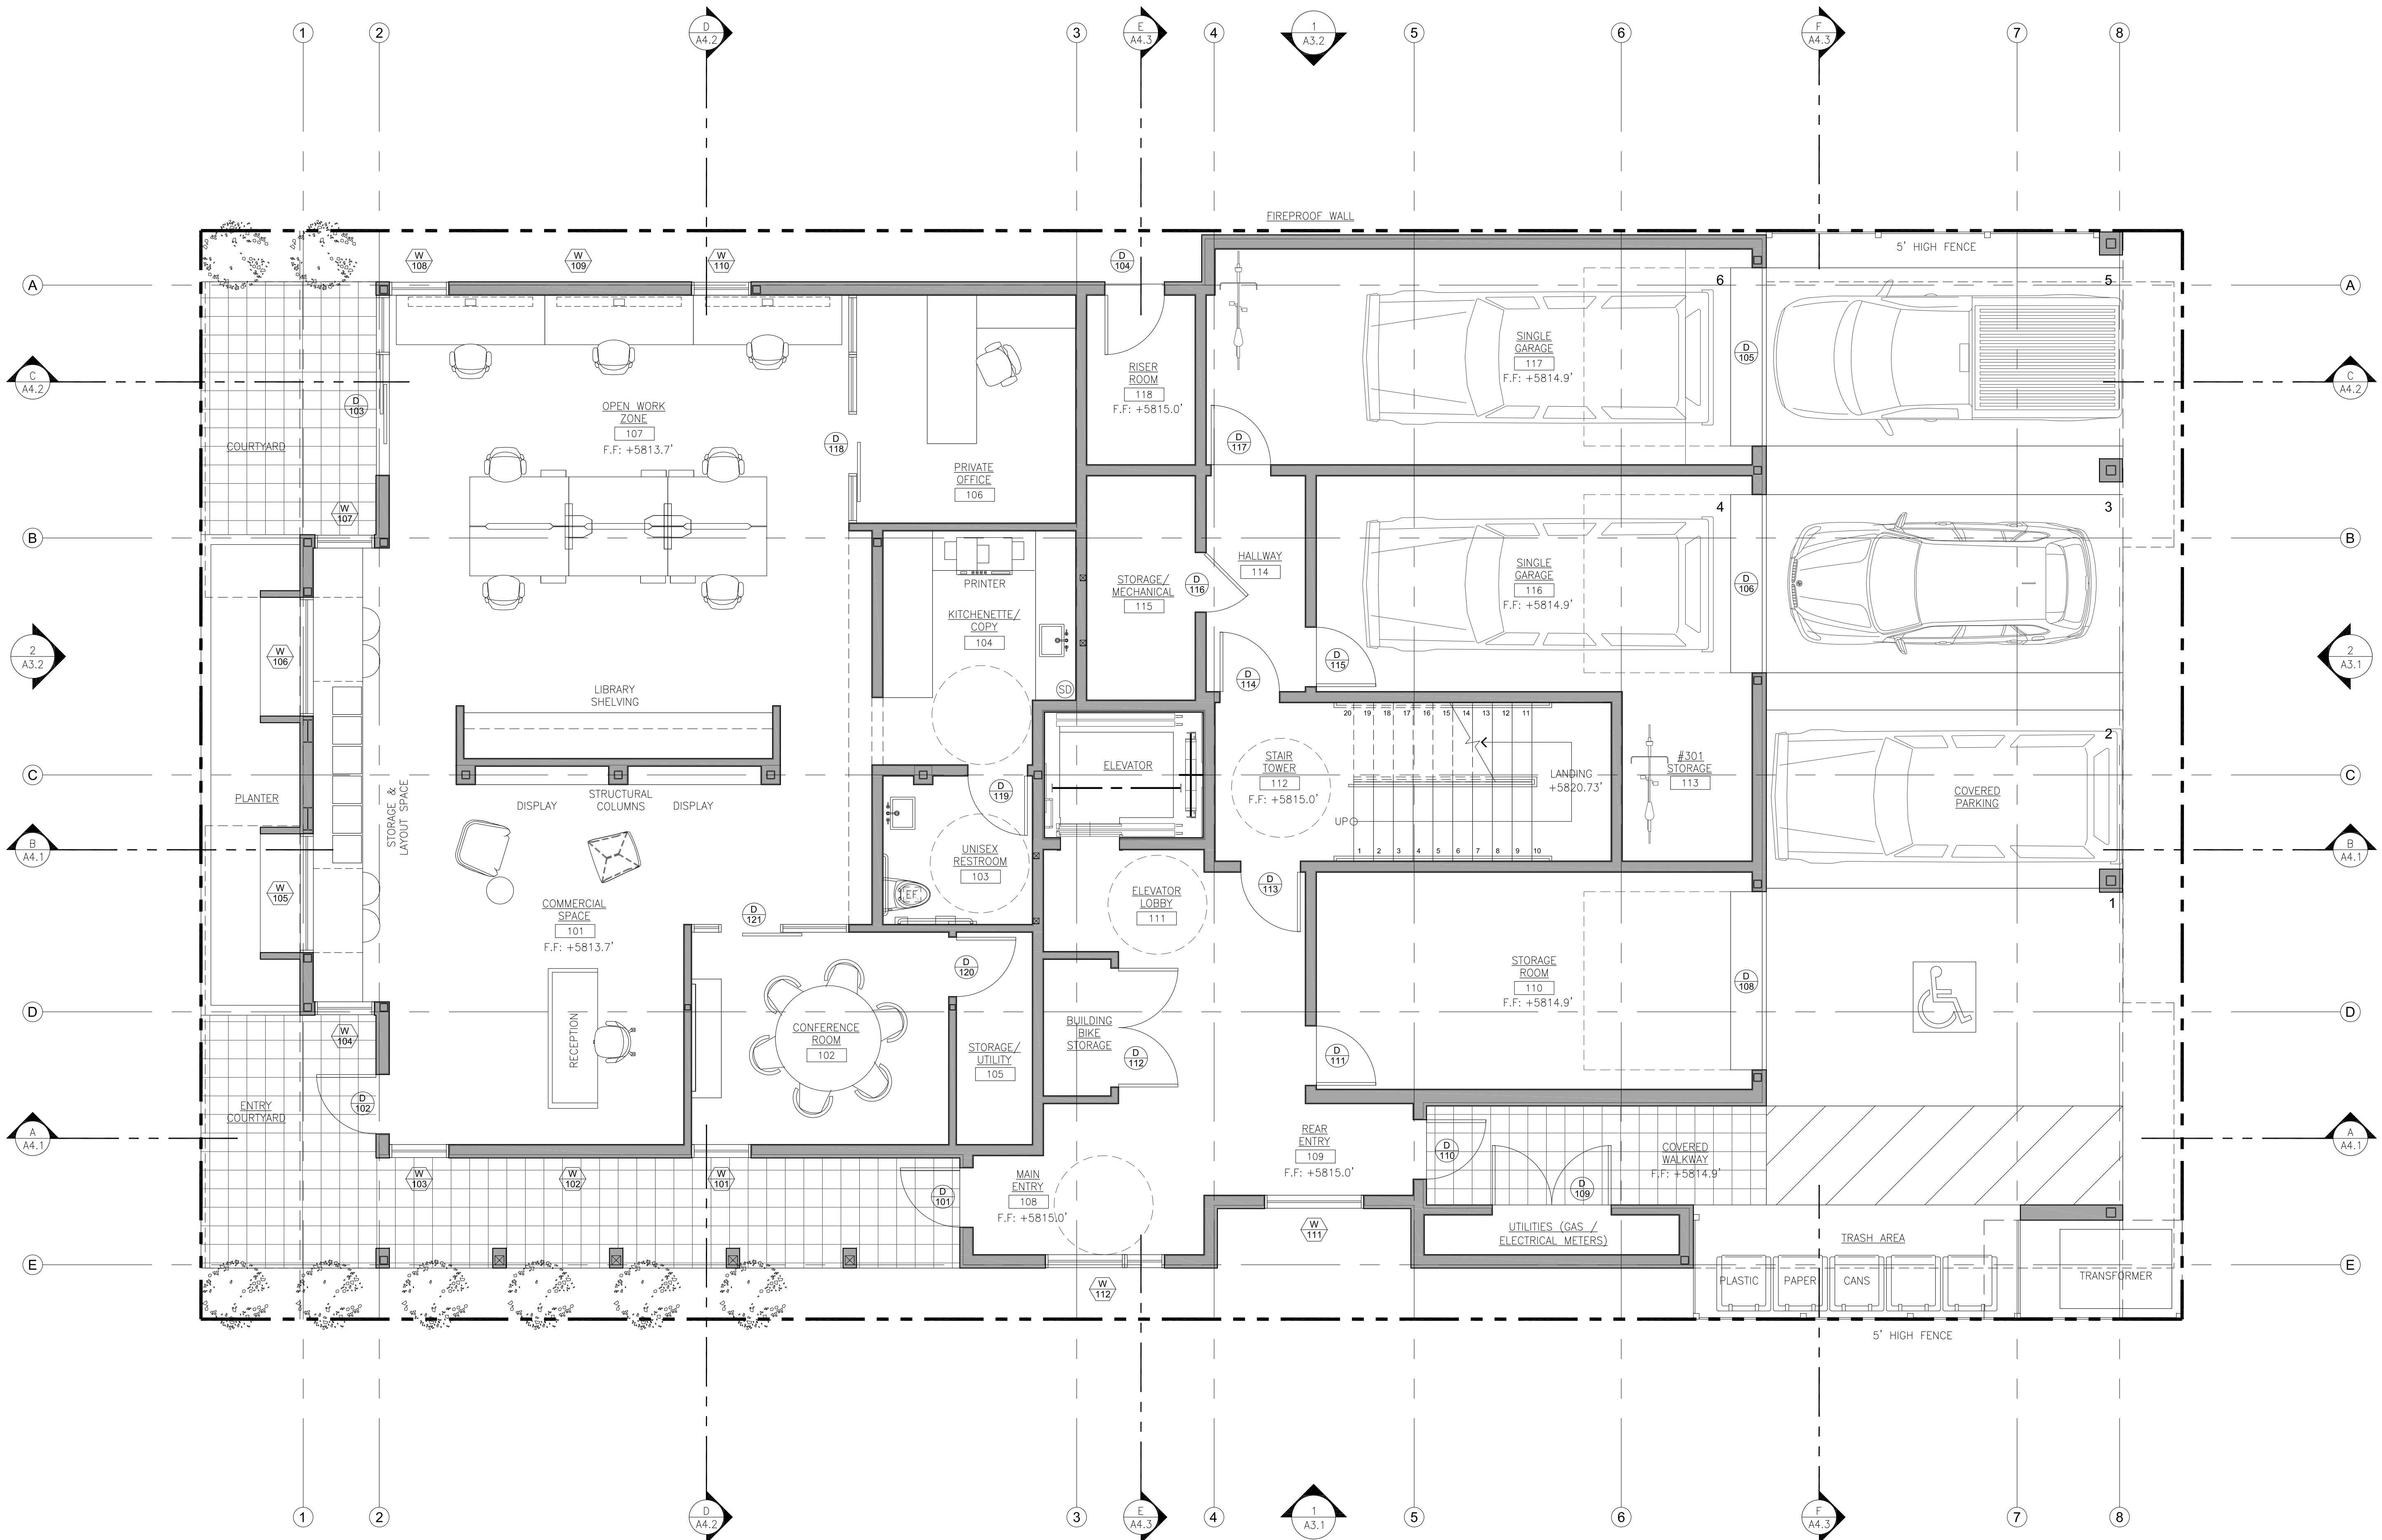 1
2
D
A4.2
3
E
A4.3
4
1
A3.2
5
6
F
A4.3
7
8
FIREPROOF WALL
5' HIGH FENCE
W
108
W
109
W
110
D
104
A
A
6
5
C
A4.2
C
A4.2
D
103
COURTYARD
OPEN WORK
ZONE
107
F.F: +5813.7'
D
118
PRIVATE
OFFICE
106
RISER
ROOM
118
F.F: +5815.0'
D
117
SINGLE
GARAGE
117
F.F: +5814.9'
D
105
W
107
B
B
4
3
PRINTER
KITCHENETTE/
COPY
104
SD
STORAGE/
MECHANICAL
115
D
116
HALLWAY
114
SINGLE
GARAGE
116
F.F: +5814.9'
D
106
2
A3.2
2
A3.1
W
106
D
114
D
115
LIBRARY
SHELVING
20 19 18 17 16 15 14 13 12 11
2
C
C
PLANTER
STORAGE &
LAYOUT SPACE
DISPLAY
STRUCTURAL
COLUMNS
DISPLAY
D
119
ELEVATOR
STAIR
TOWER
112
F.F: +5815.0'
LANDING
+5820.73'
UP
#301
STORAGE
113
COVERED
PARKING
B
A4.1
B
A4.1
1 2 3 4 5 6 7 8 9 10
UNISEX
RESTROOM
103
EF
W
105
COMMERCIAL
SPACE
101
F.F: +5813.7'
D
121
ELEVATOR
LOBBY
111
D
113
1
D
120
STORAGE
ROOM
110
F.F: +5814.9'
D
108
D
D
W
104
RECEPTION
CONFERENCE
ROOM
102
STORAGE/
UTILITY
105
BUILDING
BIKE
STORAGE
D
112
D
111
ENTRY
COURTYARD
D
102
A
A4.1
A
A4.1
W
103
W
102
W
101
D
101
MAIN
ENTRY
108
F.F: +5815.0'
REAR
ENTRY
109
F.F: +5815.0'
D
110
COVERED
WALKWAY
F.F: +5814.9'
D
109
W
111
UTILITIES (GAS /
ELECTRICAL METERS)
TRASH AREA
E
E
W
112
PLASTIC
PAPER
CANS
TRANSFORMER
5' HIGH FENCE
1
2
D
A4.2
3
E
A4.3
4
1
A3.1
5
6
F
A4.3
7
8